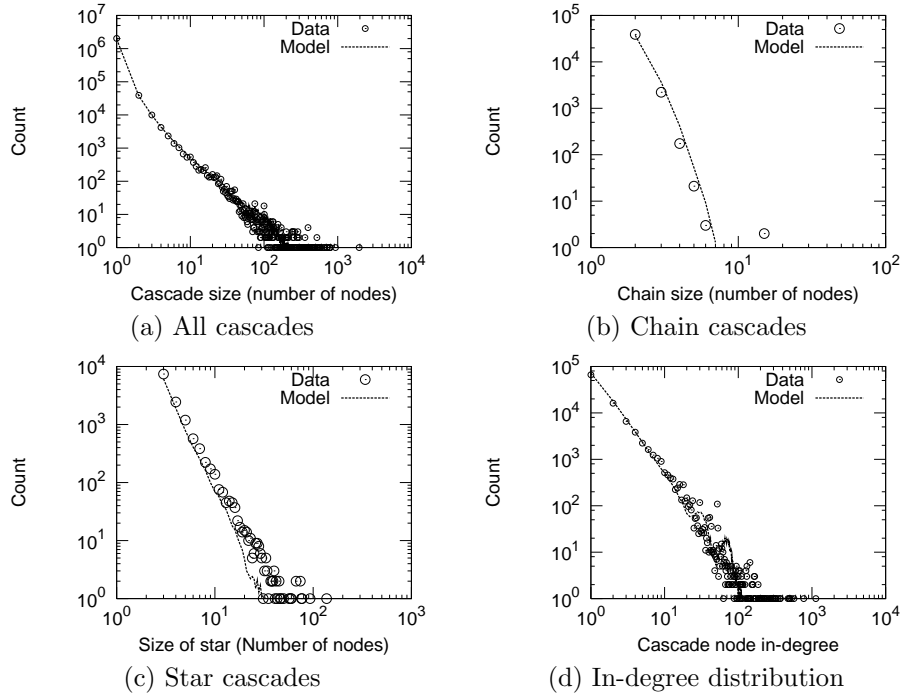 10^7
10^6
10^5
10^4
10^3
10^2
10^1
10^0
Count
Data
Model
10^0 10^1 10^2 10^3 10^4
Cascade size (number of nodes)
(a) All cascades
10^5
10^4
10^3
10^2
10^1
10^0
Count
Data
Model
10^0 10^1 10^2
Chain size (number of nodes)
(b) Chain cascades
10^4
10^3
10^2
10^1
10^0
Count
Data
Model
10^0 10^1 10^2 10^3
Size of star (Number of nodes)
(c) Star cascades
10^5
10^4
10^3
10^2
10^1
10^0
Count
Data
Model
10^0 10^1 10^2 10^3 10^4
Cascade node in-degree
(d) In-degree distribution